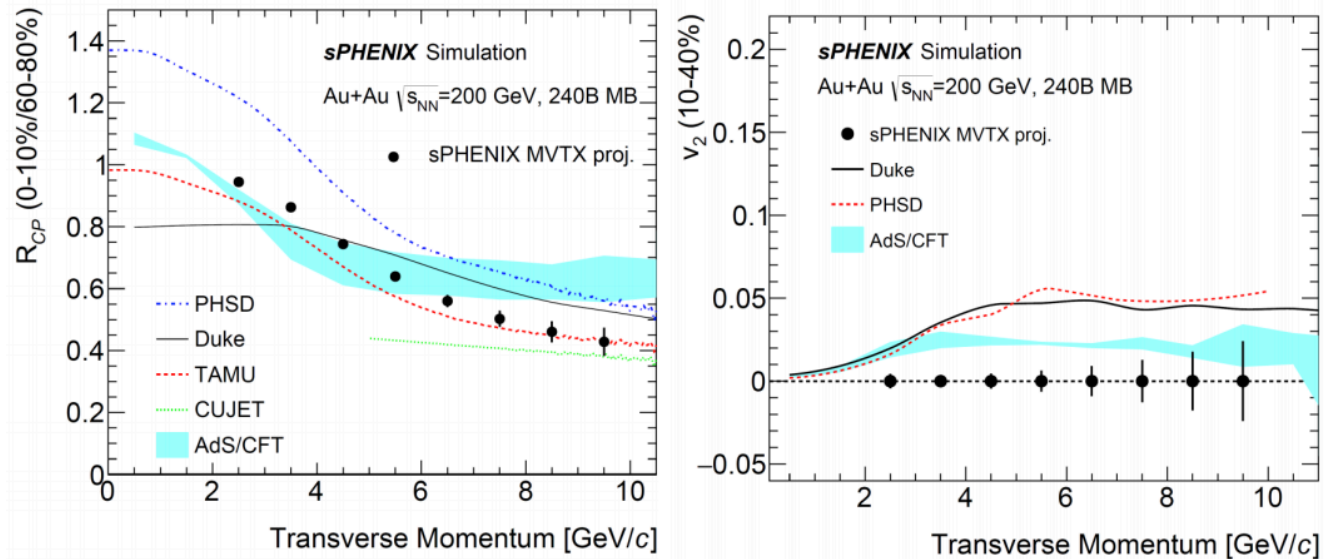 R_CP (0-10%/60-80%)
1.4
1.2
1
0.8
0.6
0.4
0.2
0
sPHENIX Simulation
Au+Au √s_NN=200 GeV, 240B MB
sPHENIX MVTX proj.
PHSD
Duke
TAMU
CUJET
AdS/CFT
0 2 4 6 8 10
Transverse Momentum [GeV/c]
v_2 (10-40%)
0.2
0.15
0.1
0.05
0
−0.05
sPHENIX Simulation
Au+Au √s_NN=200 GeV, 240B MB
sPHENIX MVTX proj.
Duke
PHSD
AdS/CFT
2 4 6 8 10
Transverse Momentum [GeV/c]